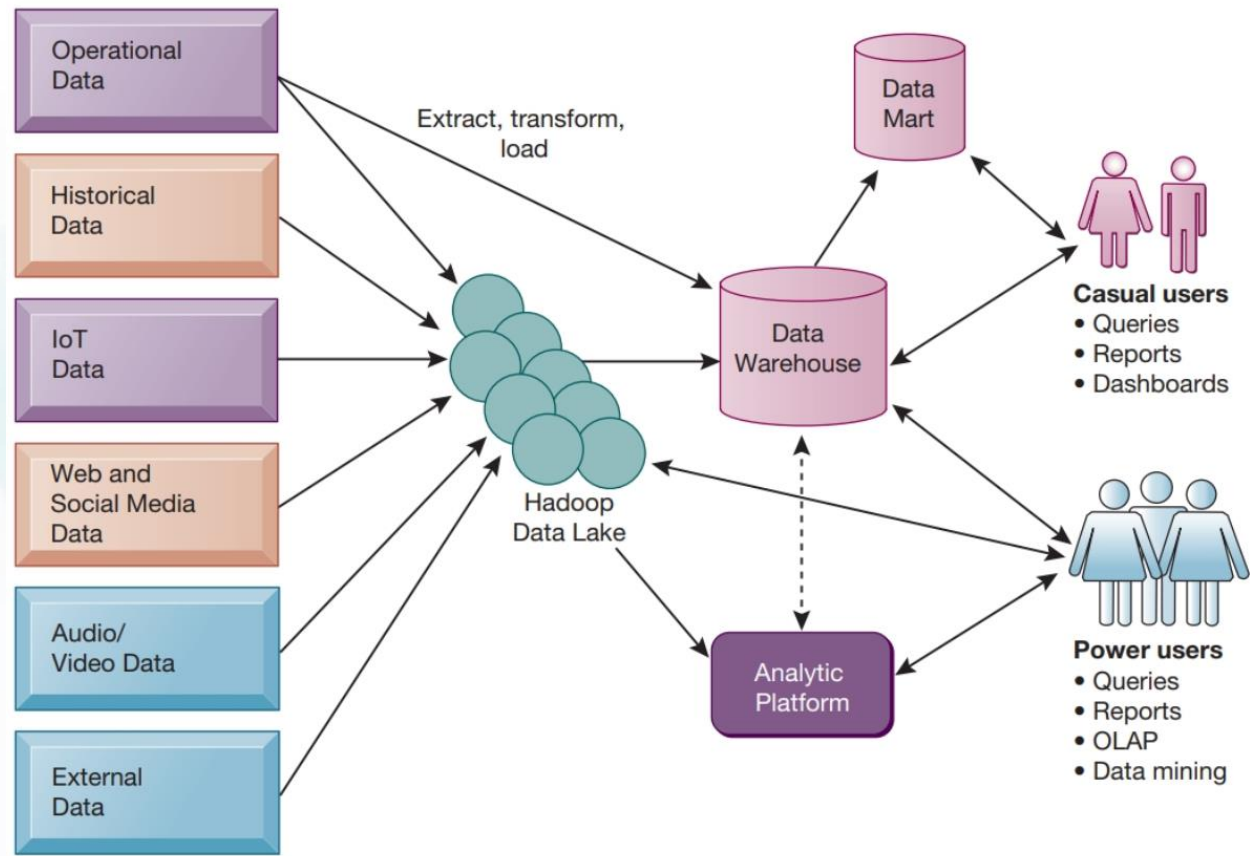 Operational
Data
Historical
Data
IoT
Data
Web and
Social Media
Data
Audio/
Video Data
External
Data
Extract, transform,
load
Hadoop
Data Lake
Data
Mart
Data
Warehouse
Analytic
Platform
Casual users
• Queries
• Reports
• Dashboards
Power users
• Queries
• Reports
• OLAP
• Data mining